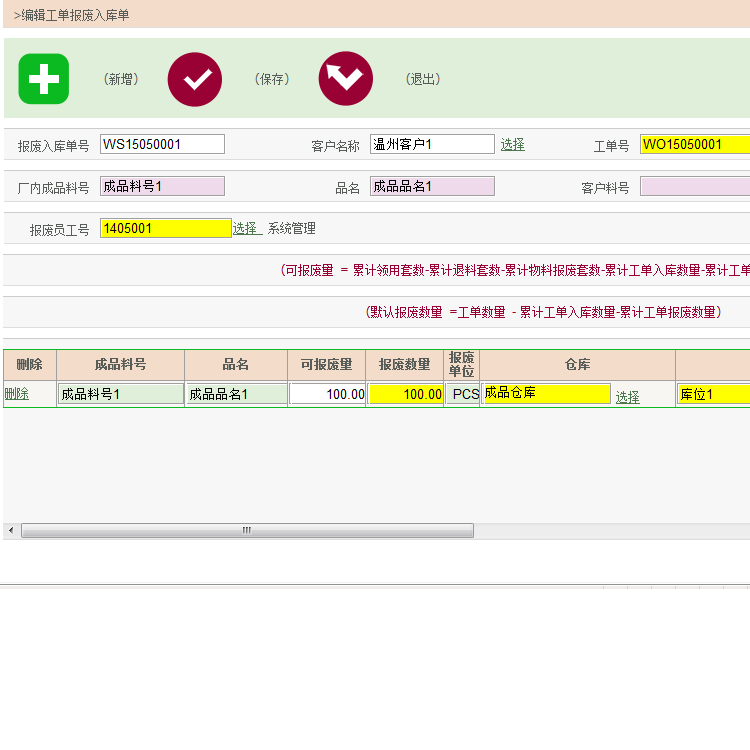 >编辑工单报废入库单
（新增） （保存） （退出）
报废入库单号 WS15050001 客户名称 温州客户1 选择 工单号 WO15050001
厂内成品料号 成品料号1 品名 成品品名1 客户料号
报废员工号 1405001 选择 系统管理
（可报废量 = 累计领用套数-累计退料套数-累计物料报废套数-累计工单入库数量-累计工单
（默认报废数量 =工单数量 - 累计工单入库数量-累计工单报废数量）
删除 成品料号 品名 可报废量 报废数量 报废单位 仓库
删除 成品料号1 成品品名1 100.00 100.00 PCS 成品仓库 选择 库位1